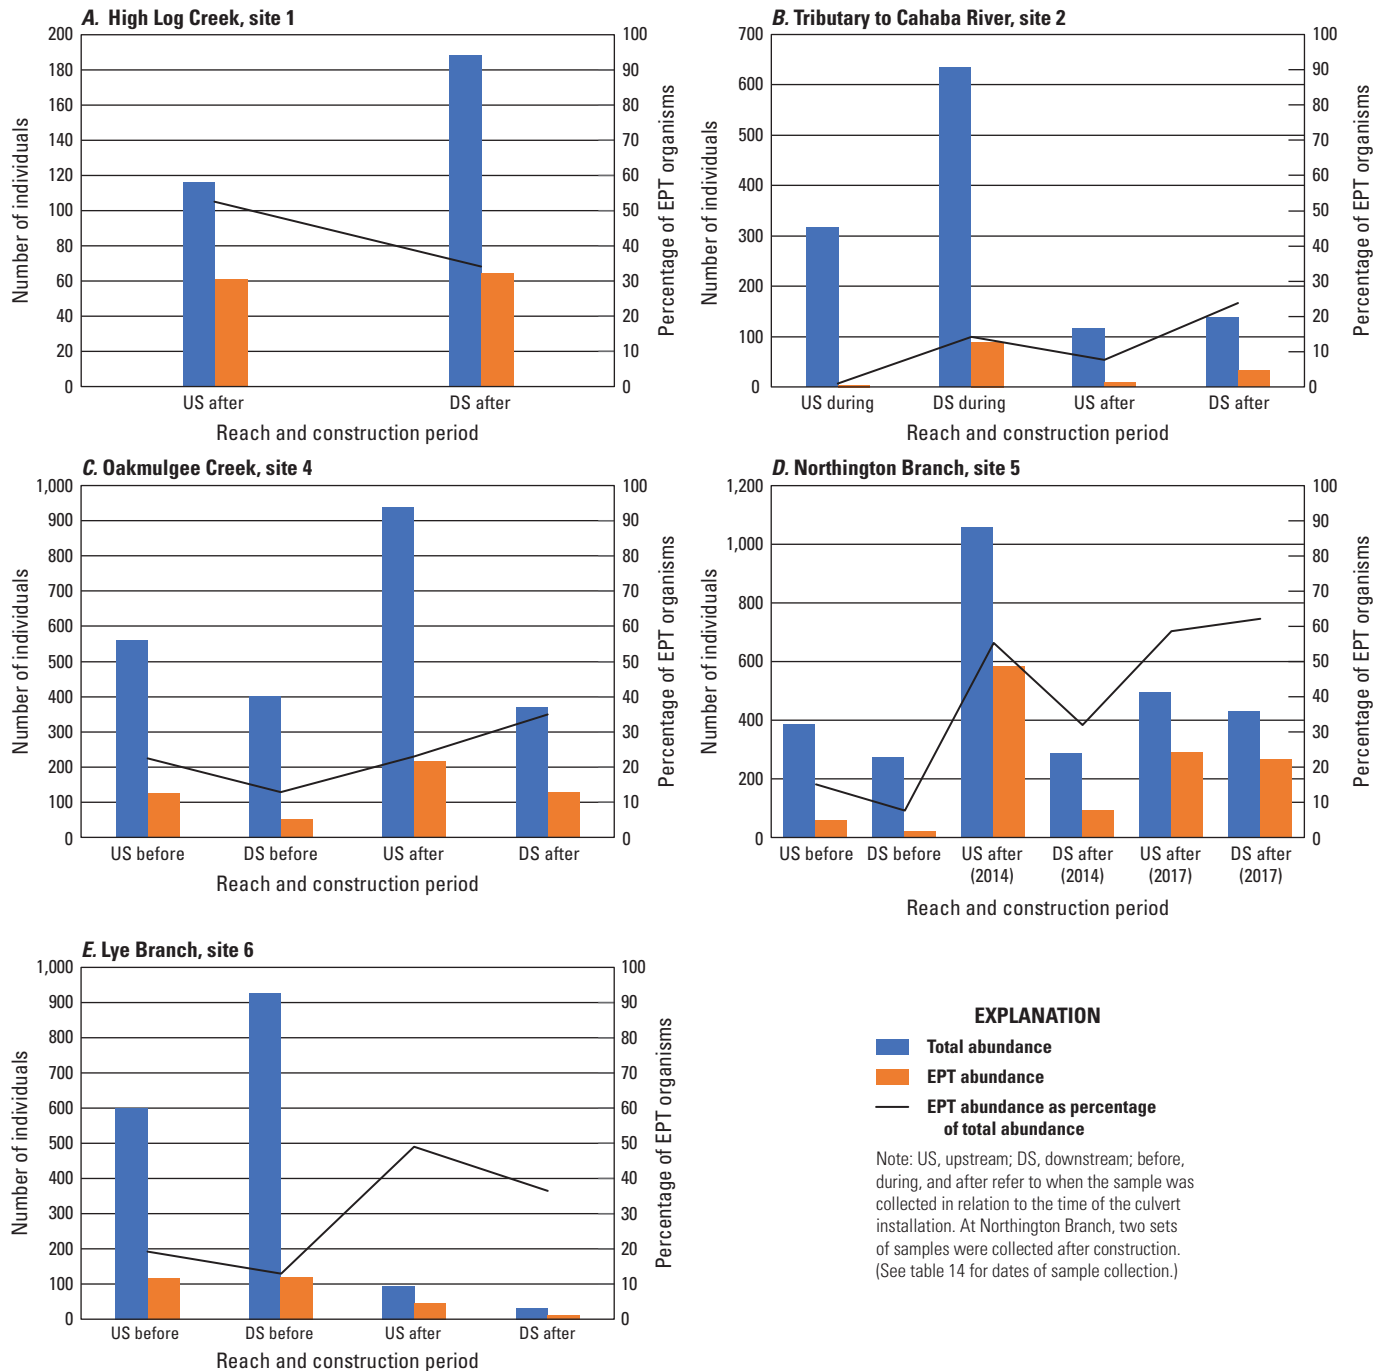 A. High Log Creek, site 1
200
180
160
140
120
100
80
60
40
20
0
Number of individuals
100
90
80
70
60
50
40
30
20
10
0
Percentage of EPT organisms
US after
DS after
Reach and construction period
B. Tributary to Cahaba River, site 2
700
600
500
400
300
200
100
0
Number of individuals
100
90
80
70
60
50
40
30
20
10
0
Percentage of EPT organisms
US during
DS during
US after
DS after
Reach and construction period
C. Oakmulgee Creek, site 4
1,000
900
800
700
600
500
400
300
200
100
0
Number of individuals
100
90
80
70
60
50
40
30
20
10
0
Percentage of EPT organisms
US before
DS before
US after
DS after
Reach and construction period
D. Northington Branch, site 5
1,200
1,000
800
600
400
200
0
Number of individuals
100
90
80
70
60
50
40
30
20
10
0
Percentage of EPT organisms
US before
DS before
US after
(2014)
DS after
(2014)
US after
(2017)
DS after
(2017)
Reach and construction period
E. Lye Branch, site 6
1,000
900
800
700
600
500
400
300
200
100
0
Number of individuals
100
90
80
70
60
50
40
30
20
10
0
Percentage of EPT organisms
US before
DS before
US after
DS after
Reach and construction period
EXPLANATION
Total abundance
EPT abundance
EPT abundance as percentage
of total abundance
Note: US, upstream; DS, downstream; before,
during, and after refer to when the sample was
collected in relation to the time of the culvert
installation. At Northington Branch, two sets
of samples were collected after construction.
(See table 14 for dates of sample collection.)